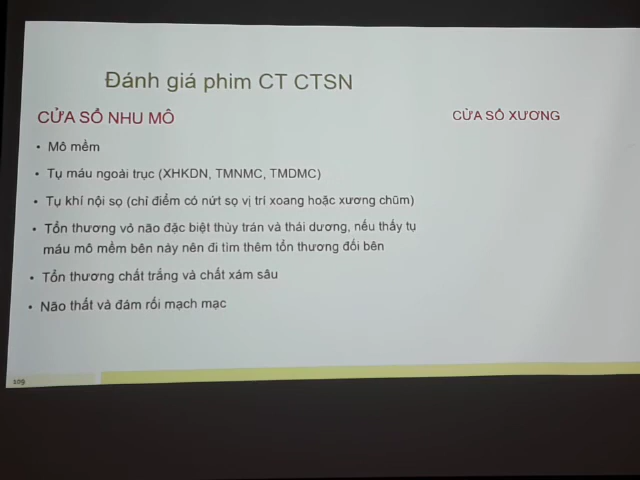 Đánh giá phim CT CTSN
CỬA SỔ NHU MÔ
CỬA SỔ XƯƠNG
• Mô mềm
• Tụ máu ngoài trục (XHKDN, TMNMC, TMDMC)
• Tụ khí nội sọ (chỉ điểm có nứt sọ vị trí xoang hoặc xương chũm)
• Tổn thương vỏ não đặc biệt thùy trán và thái dương, nếu thấy tụ
máu mô mềm bên này nên đi tìm thêm tổn thương đối bên
• Tổn thương chất trắng và chất xám sâu
• Não thất và đám rối mạch mạc
109